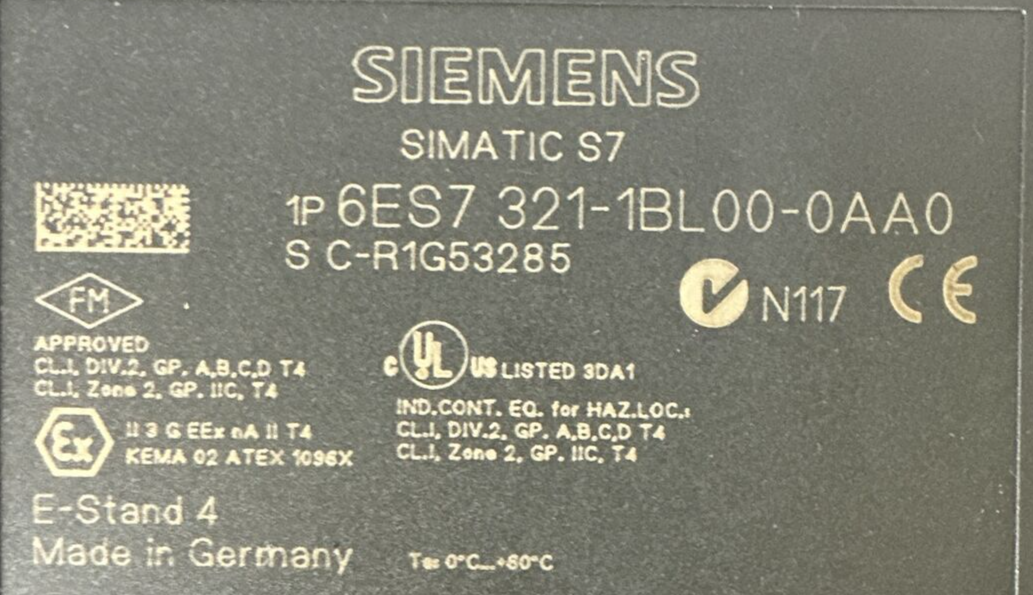 SIEMENS
SIMATIC S7
1P 6ES7 321-1BL00-0AA0
S C-R1G53285
N117 CE
FM
APPROVED
CL.I, DIV.2, GP. A,B,C,D T4
CL.I, Zone 2, GP. IIC, T4
C UL US LISTED 3DA1
IND.CONT. EQ. for HAZ.LOC.:
CL.I, DIV.2, GP. A,B,C,D T4
CL.I, Zone 2, GP. IIC, T4
Ex II 3 G EEx nA II T4
KEMA 02 ATEX 1096X
E-Stand 4
Made in Germany
Ta: 0°C...+60°C